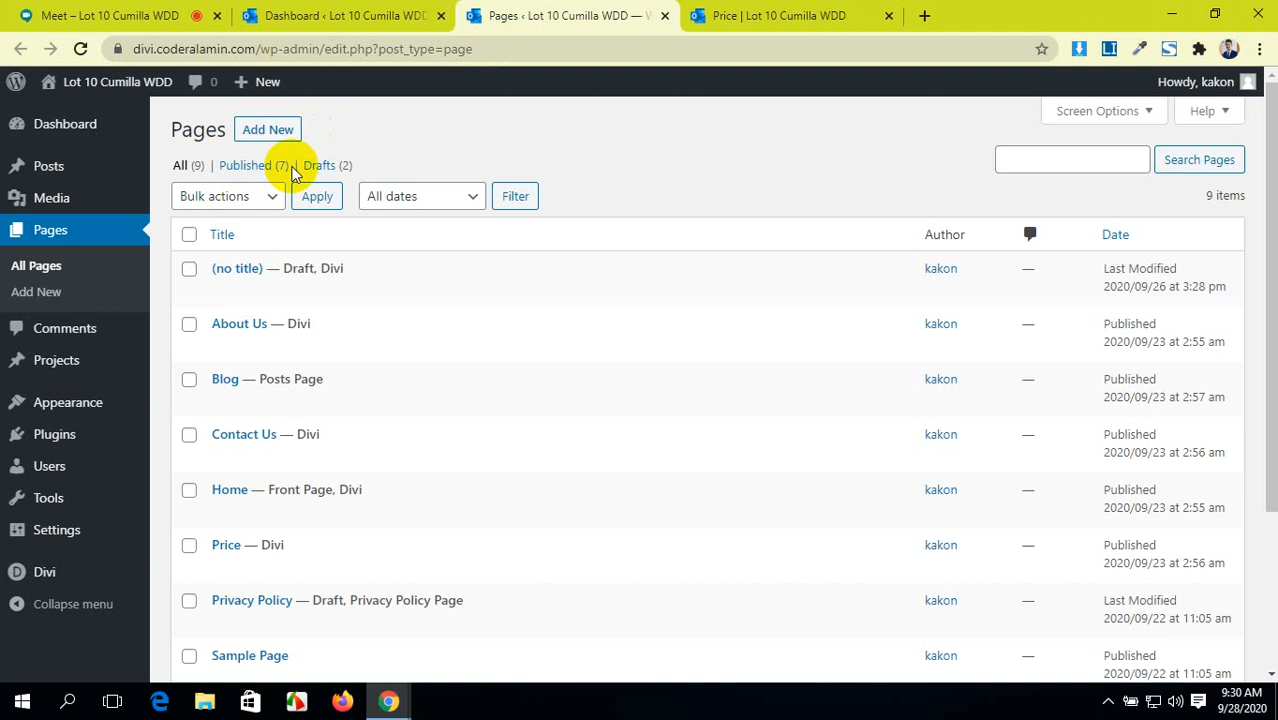 Meet – Lot 10 Cumilla WDD
Dashboard ‹ Lot 10 Cumilla WDD
Pages ‹ Lot 10 Cumilla WDD — W
Price | Lot 10 Cumilla WDD
divi.coderalamin.com/wp-admin/edit.php?post_type=page
Lot 10 Cumilla WDD 0 New Howdy, kakon
Screen Options Help
Dashboard
Posts
Media
Pages
All Pages
Add New
Comments
Projects
Appearance
Plugins
Users
Tools
Settings
Divi
Collapse menu
Pages Add New
All (9) | Published (7) | Drafts (2)
Search Pages
Bulk actions Apply All dates Filter 9 items
Title Author Date
(no title) — Draft, Divi kakon — Last Modified
2020/09/26 at 3:28 pm
About Us — Divi kakon — Published
2020/09/23 at 2:55 am
Blog — Posts Page kakon — Published
2020/09/23 at 2:57 am
Contact Us — Divi kakon — Published
2020/09/23 at 2:56 am
Home — Front Page, Divi kakon — Published
2020/09/23 at 2:55 am
Price — Divi kakon — Published
2020/09/23 at 2:56 am
Privacy Policy — Draft, Privacy Policy Page kakon — Last Modified
2020/09/22 at 11:05 am
Sample Page kakon — Published
2020/09/22 at 11:05 am
9:30 AM
9/28/2020